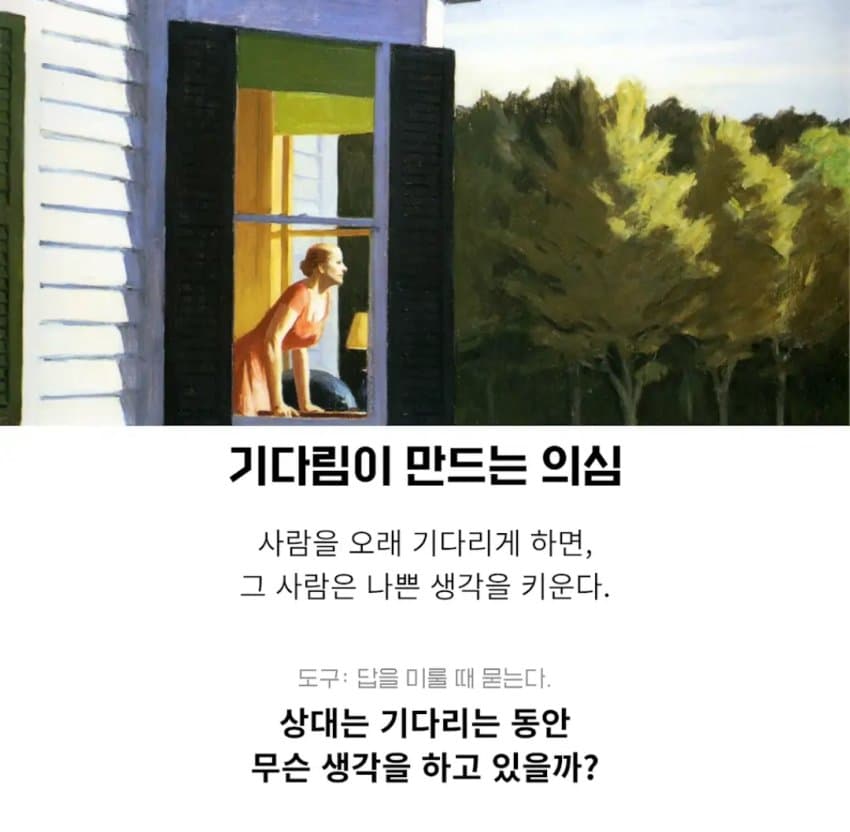 기다림이 만드는 의심
사람을 오래 기다리게 하면,
그 사람은 나쁜 생각을 키운다.
도구: 답을 미룰 때 묻는다.
상대는 기다리는 동안
무슨 생각을 하고 있을까?